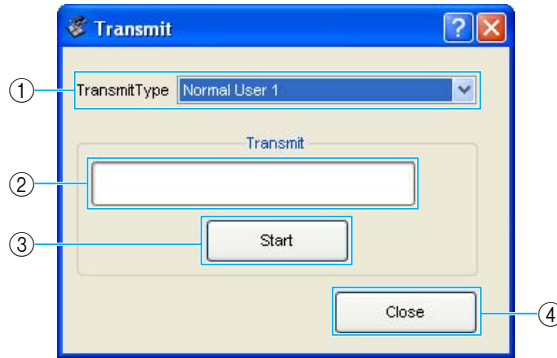 Transmit
① TransmitType Normal User 1
Transmit
②
③ Start
Close ④